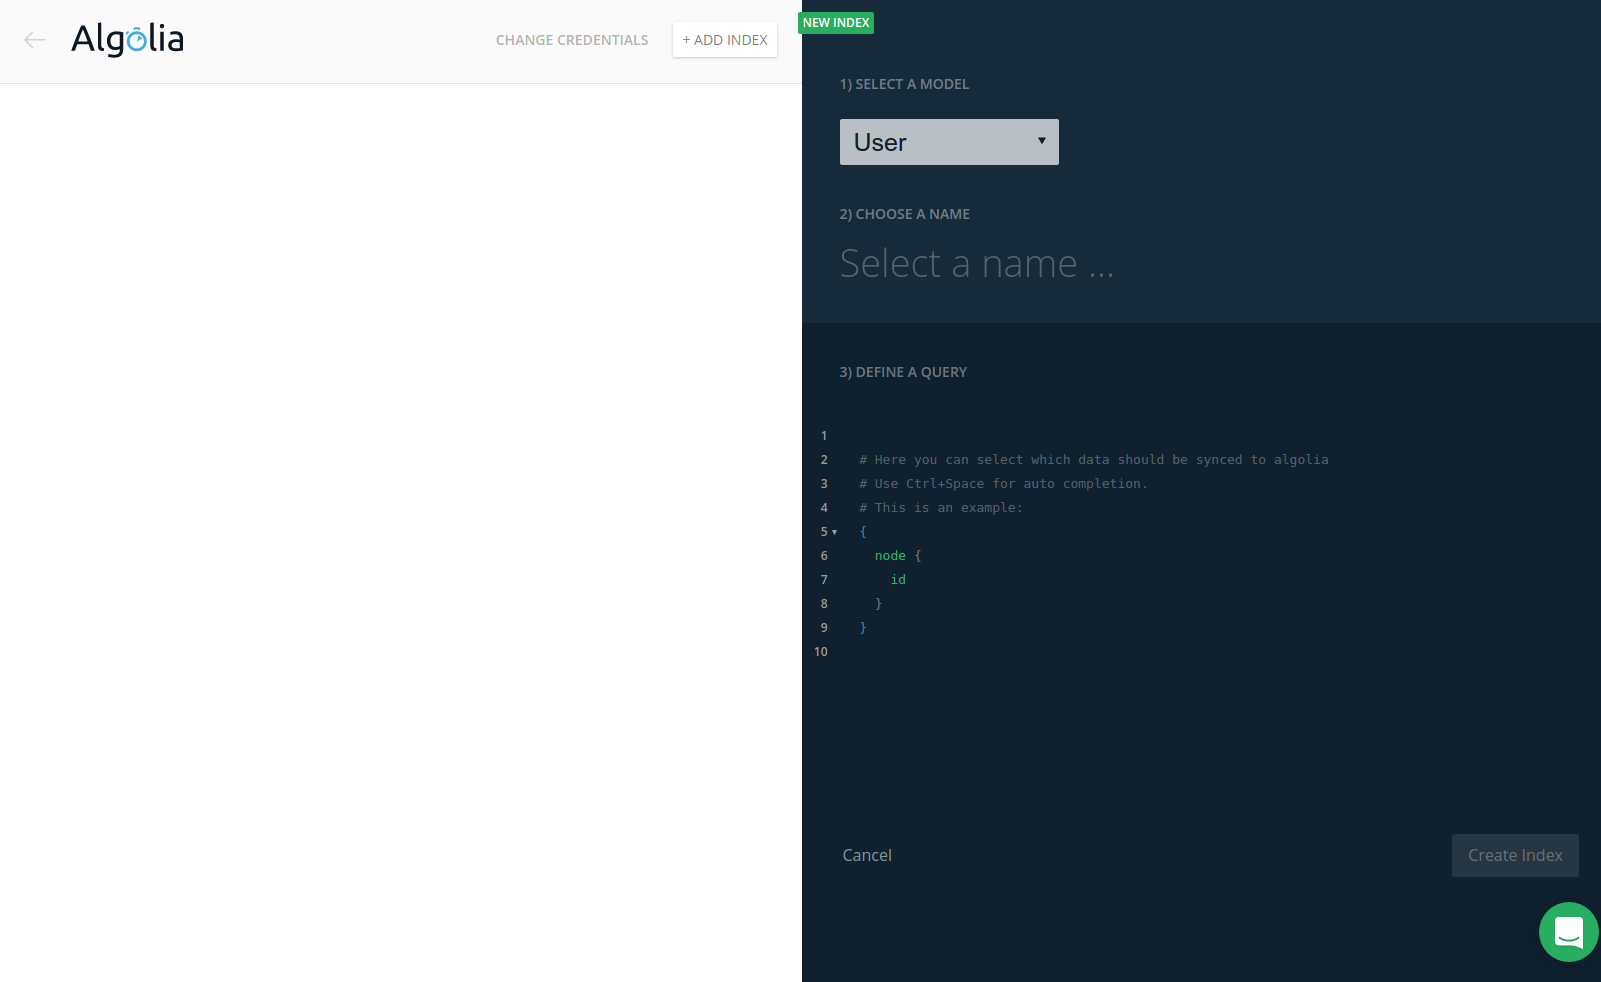 Algolia
CHANGE CREDENTIALS
+ ADD INDEX
NEW INDEX
1) SELECT A MODEL
User
2) CHOOSE A NAME
Select a name ...
3) DEFINE A QUERY
1
2 # Here you can select which data should be synced to algolia
3 # Use Ctrl+Space for auto completion.
4 # This is an example:
5 {
6 node {
7 id
8 }
9 }
10
Cancel
Create Index